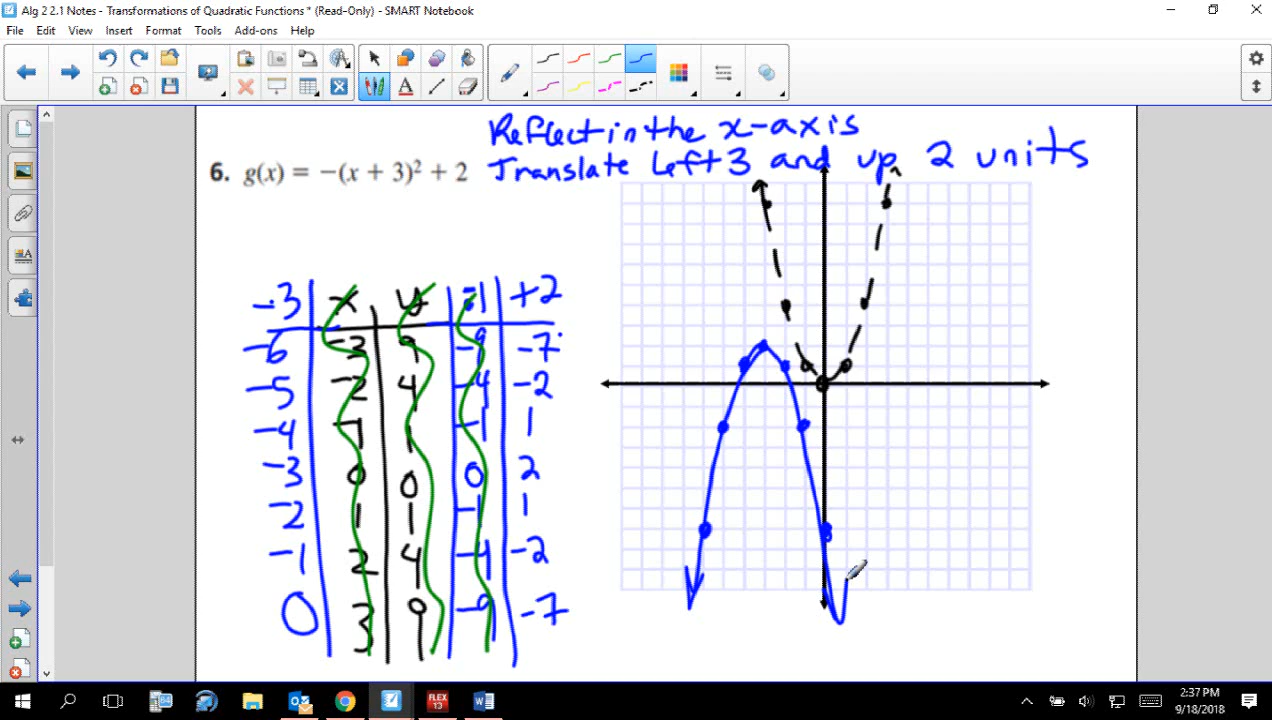 Alg 2 2.1 Notes - Transformations of Quadratic Functions * (Read-Only) - SMART Notebook
File Edit View Insert Format Tools Add-ons Help
Reflect in the x-axis
6. g(x) = −(x + 3)² + 2 Translate left 3 and up 2 units
-3 x y -1 +2
-6 -3 9 -9 -7
-5 -2 4 -4 -2
-4 -1 1 -1 1
-3 0 0 0 2
-2 1 1 -1 1
-1 2 4 -4 -2
0 3 9 -9 -7
FLEX
13
2:37 PM
9/18/2018